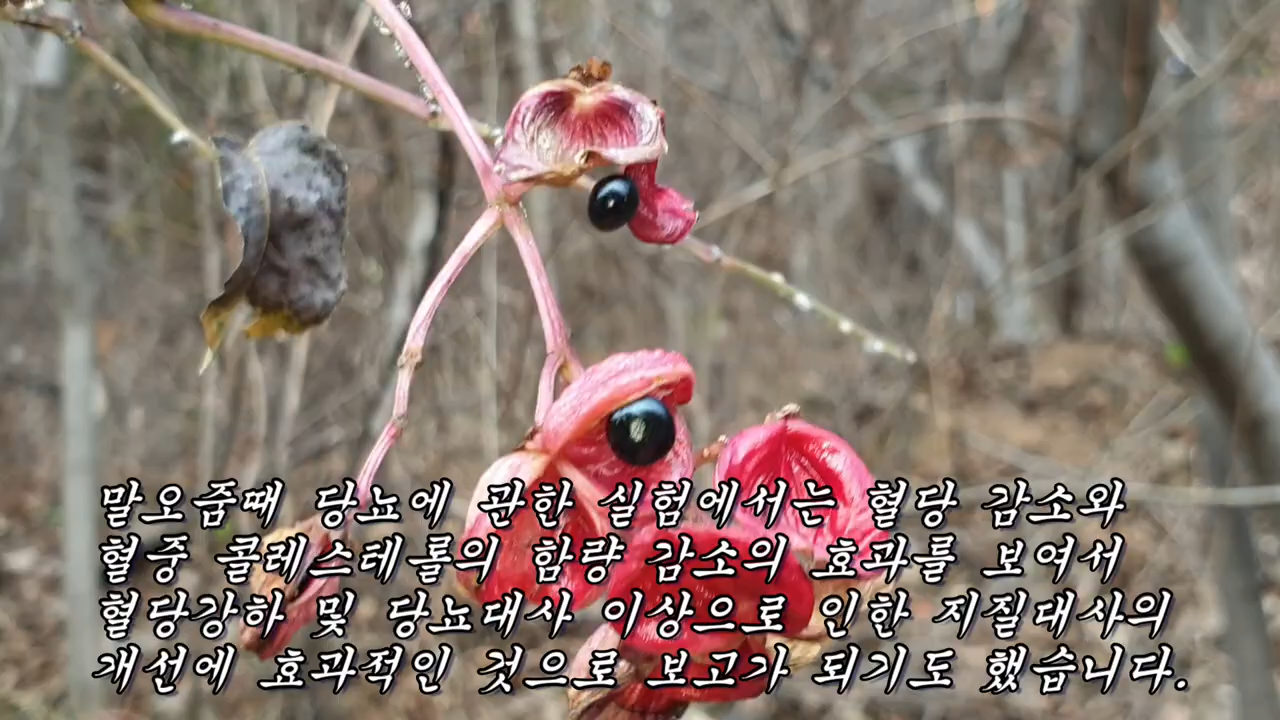 말오줌때 당뇨에 관한 실험에서는 혈당 감소와
혈중 콜레스테롤의 함량 감소의 효과를 보여서
혈당강하 및 당뇨대사 이상으로 인한 지질대사의
개선에 효과적인 것으로 보고가 되기도 했습니다.